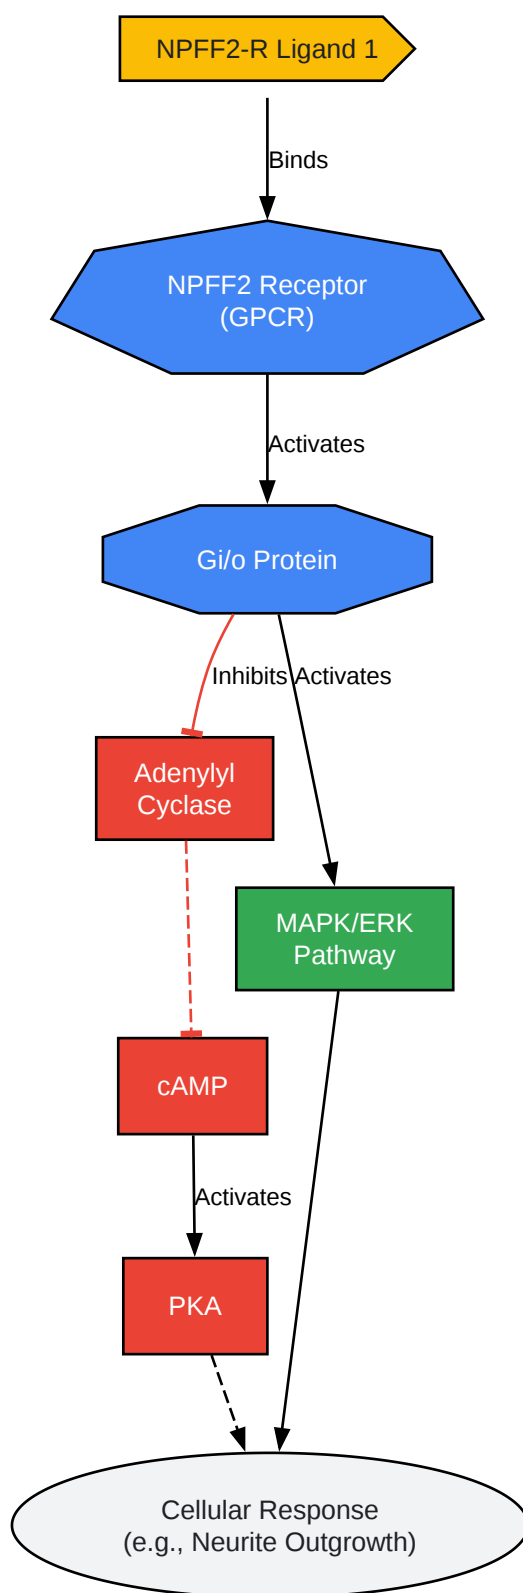 NPFF2-R Ligand 1
Binds
NPFF2 Receptor
(GPCR)
Activates
Gi/o Protein
Inhibits
Activates
Adenylyl
Cyclase
MAPK/ERK
Pathway
cAMP
Activates
PKA
Cellular Response
(e.g., Neurite Outgrowth)